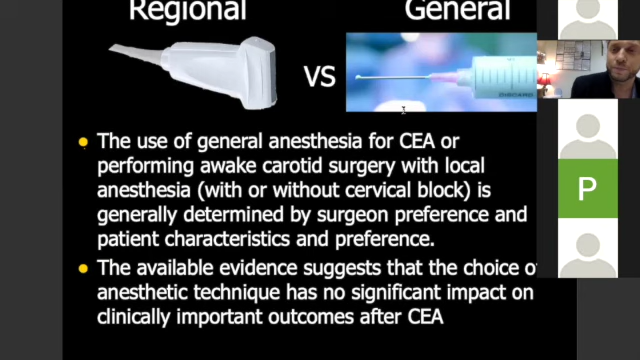 Regional General
VS
The use of general anesthesia for CEA or
performing awake carotid surgery with local
anesthesia (with or without cervical block) is
generally determined by surgeon preference and
patient characteristics and preference.
The available evidence suggests that the choice of
anesthetic technique has no significant impact on
clinically important outcomes after CEA
P